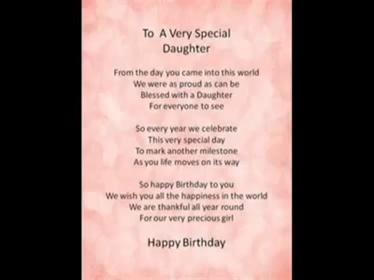 To A Very Special
Daughter
From the day you came into this world
We were as proud as can be
Blessed with a Daughter
For everyone to see
So every year we celebrate
This very special day
To mark another milestone
As you life moves on its way
So happy Birthday to you
We wish you all the happiness in the world
We are thankful all year round
For our very precious girl
Happy Birthday